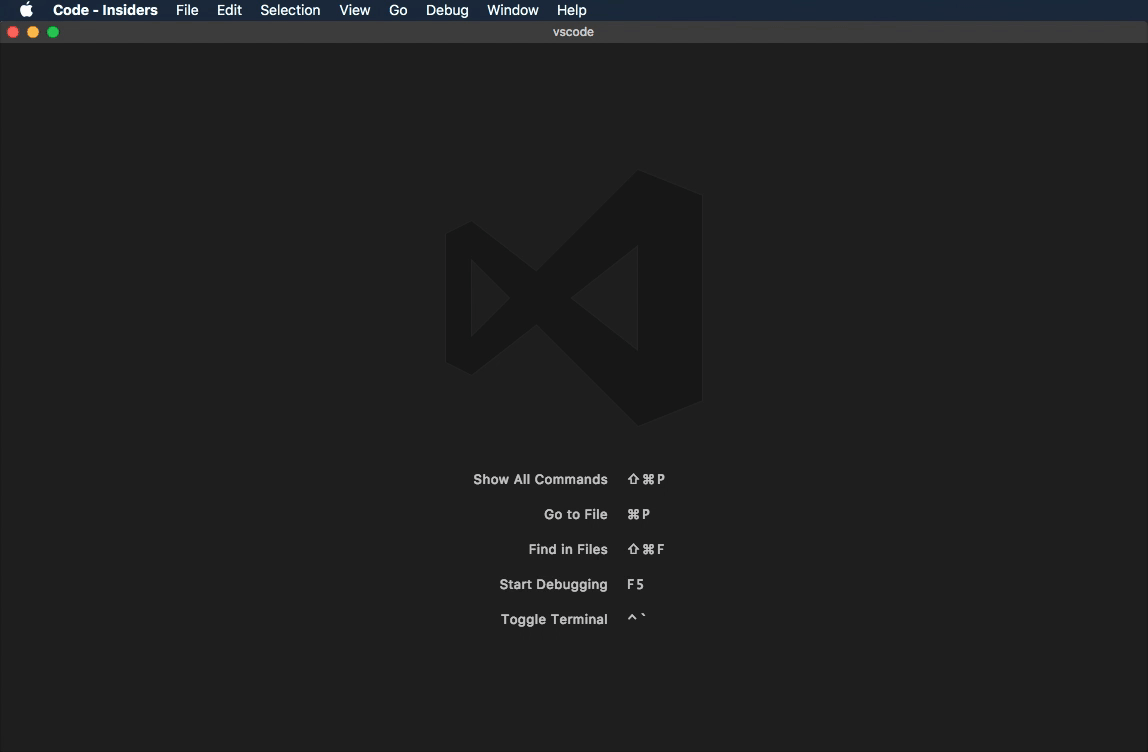 Code - Insiders File Edit Selection View Go Debug Window Help
vscode
Show All Commands ⇧⌘P
Go to File ⌘P
Find in Files ⇧⌘F
Start Debugging F5
Toggle Terminal ^`